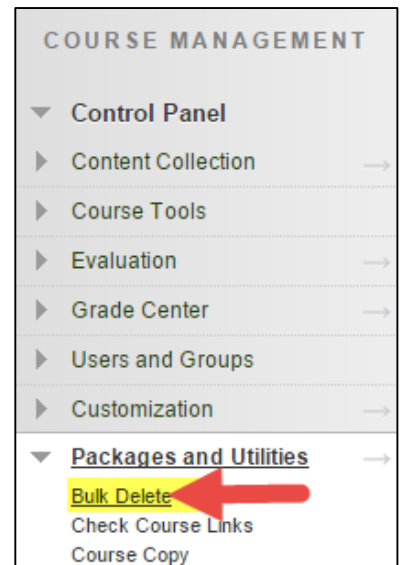 COURSE MANAGEMENT
Control Panel
Content Collection
Course Tools
Evaluation
Grade Center
Users and Groups
Customization
Packages and Utilities
Bulk Delete
Check Course Links
Course Copy